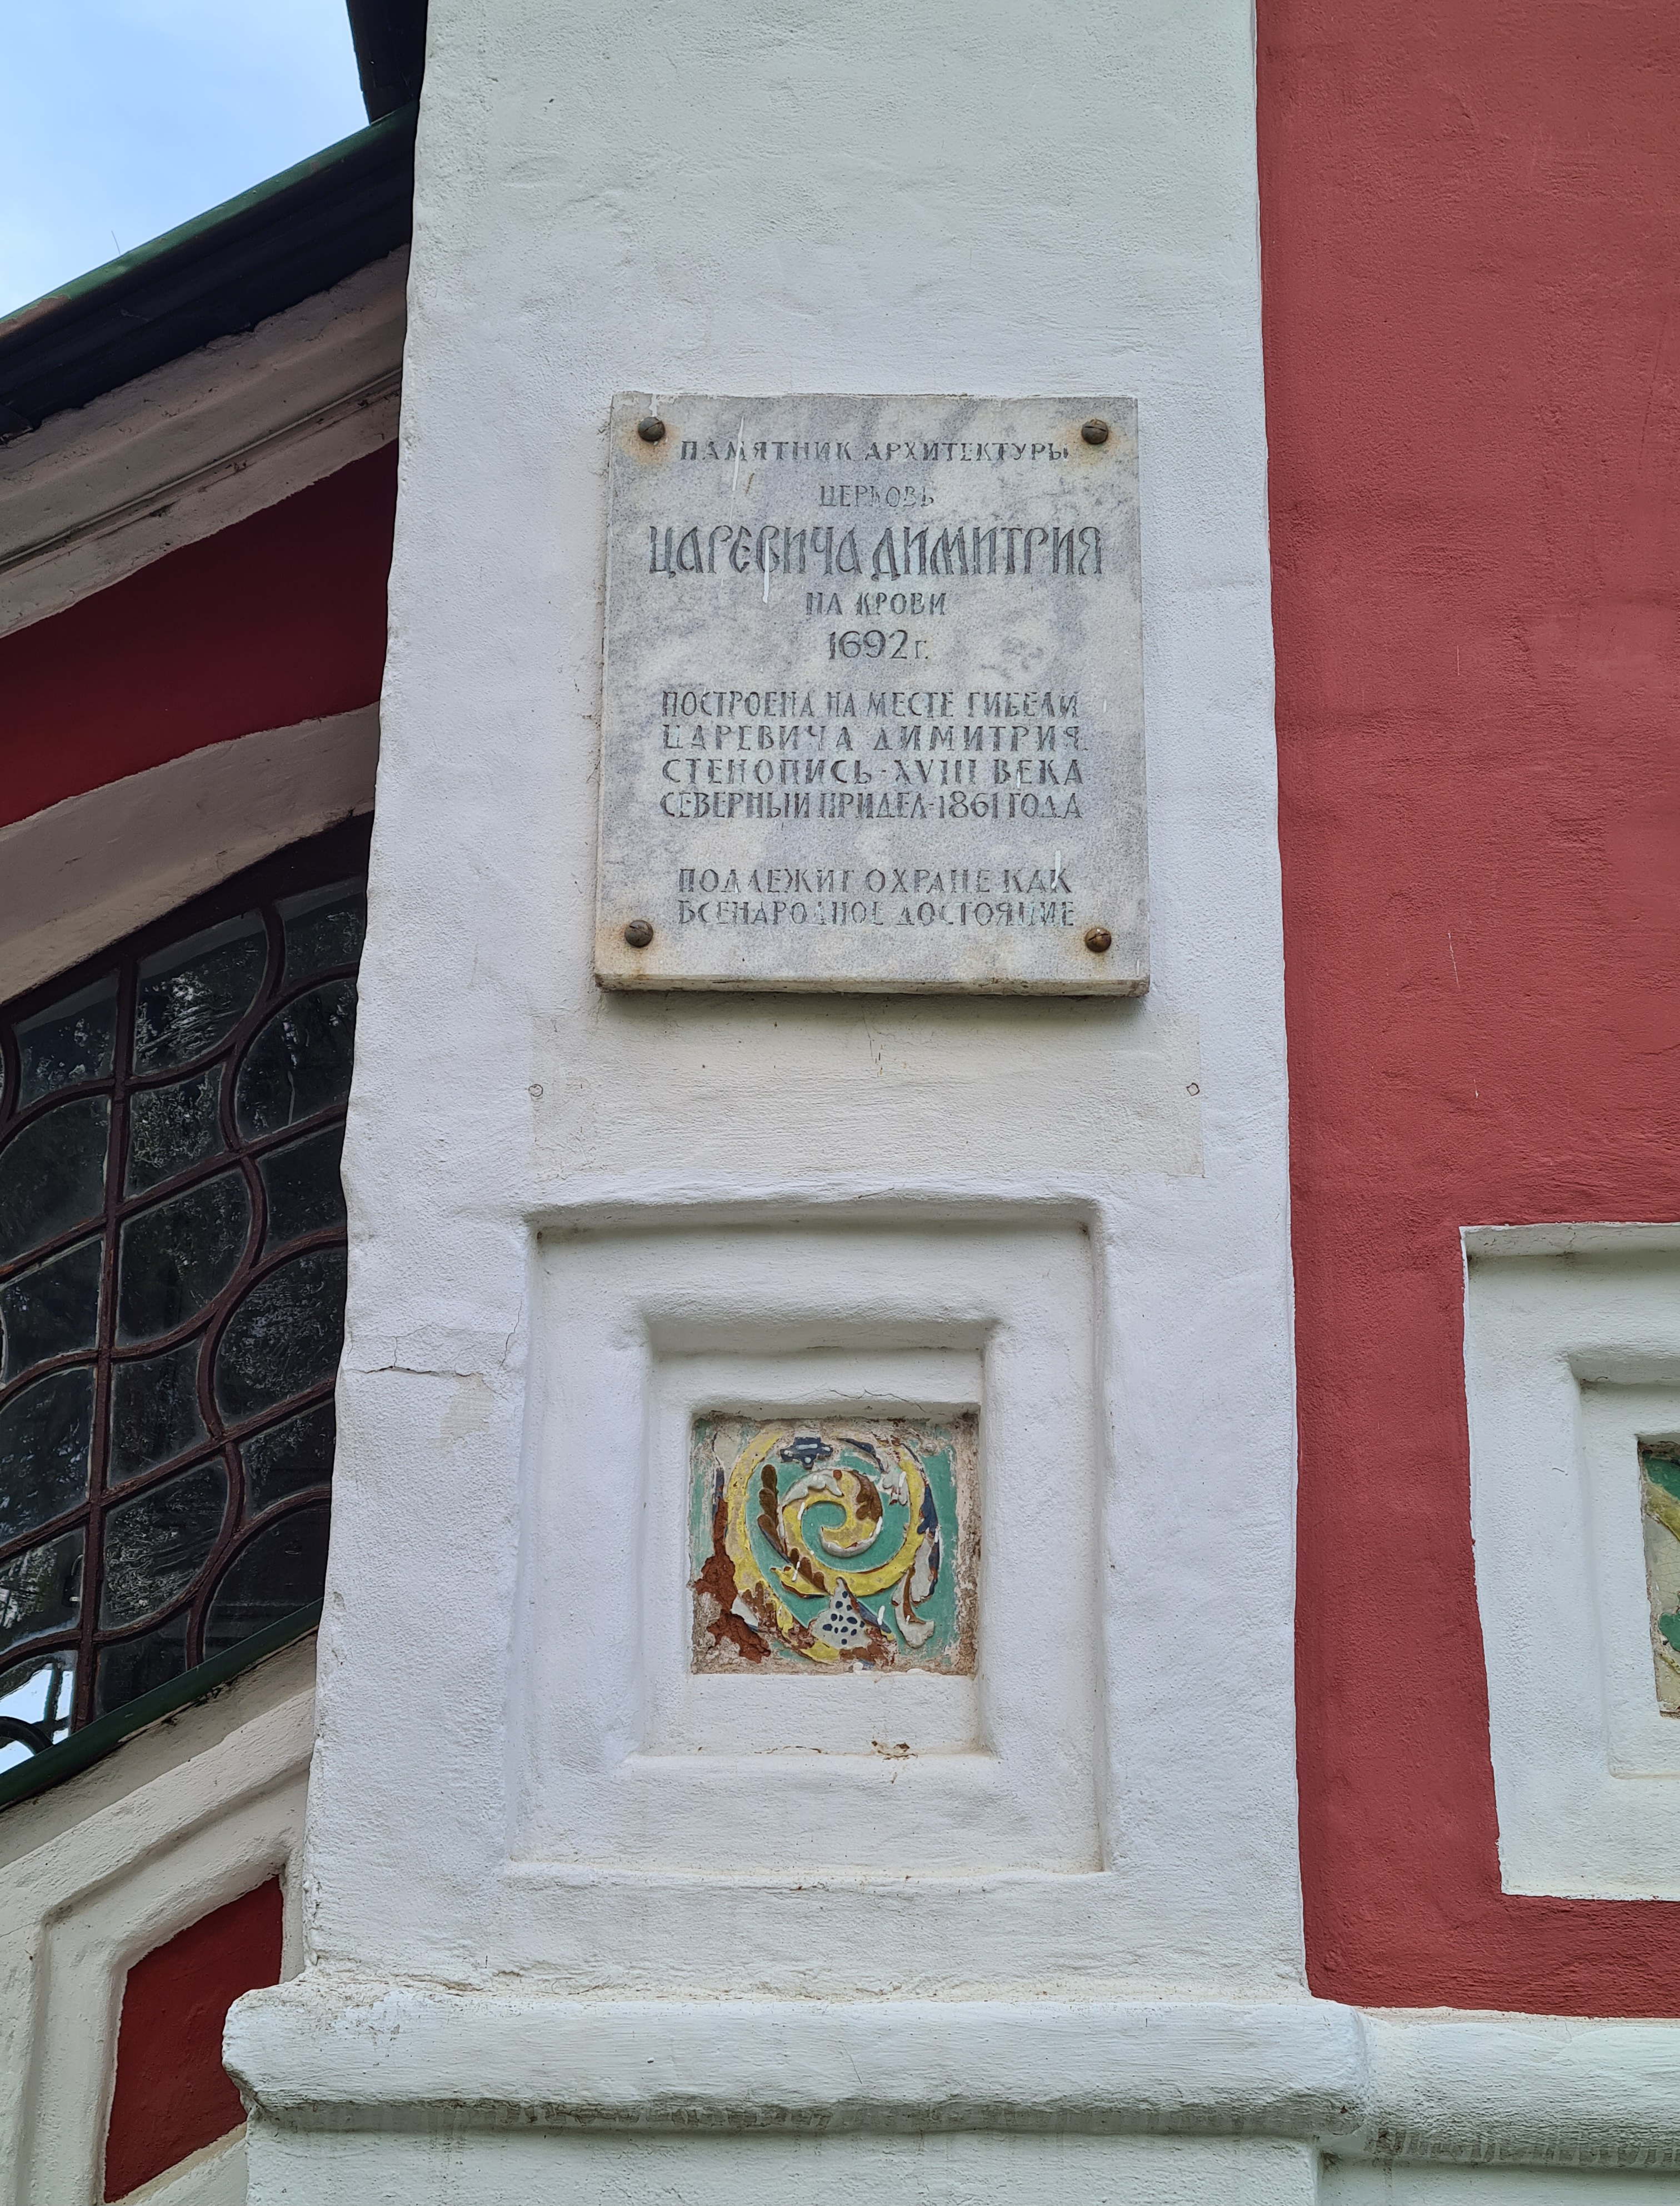 ПАМЯТНИК АРХИТЕКТУРЫ
ЦЕРКОВЬ
ЦАРЕВИЧА ДИМИТРИЯ
НА КРОВИ
1692 г.
ПОСТРОЕНА НА МЕСТЕ ГИБЕЛИ
ЦАРЕВИЧА ДИМИТРИЯ.
СТЕНОПИСЬ - XVIII ВЕКА
СЕВЕРНЫЙ ПРИДЕЛ - 1861 ГОДА
ПОДЛЕЖИТ ОХРАНЕ КАК
ВСЕНАРОДНОЕ ДОСТОЯНИЕ